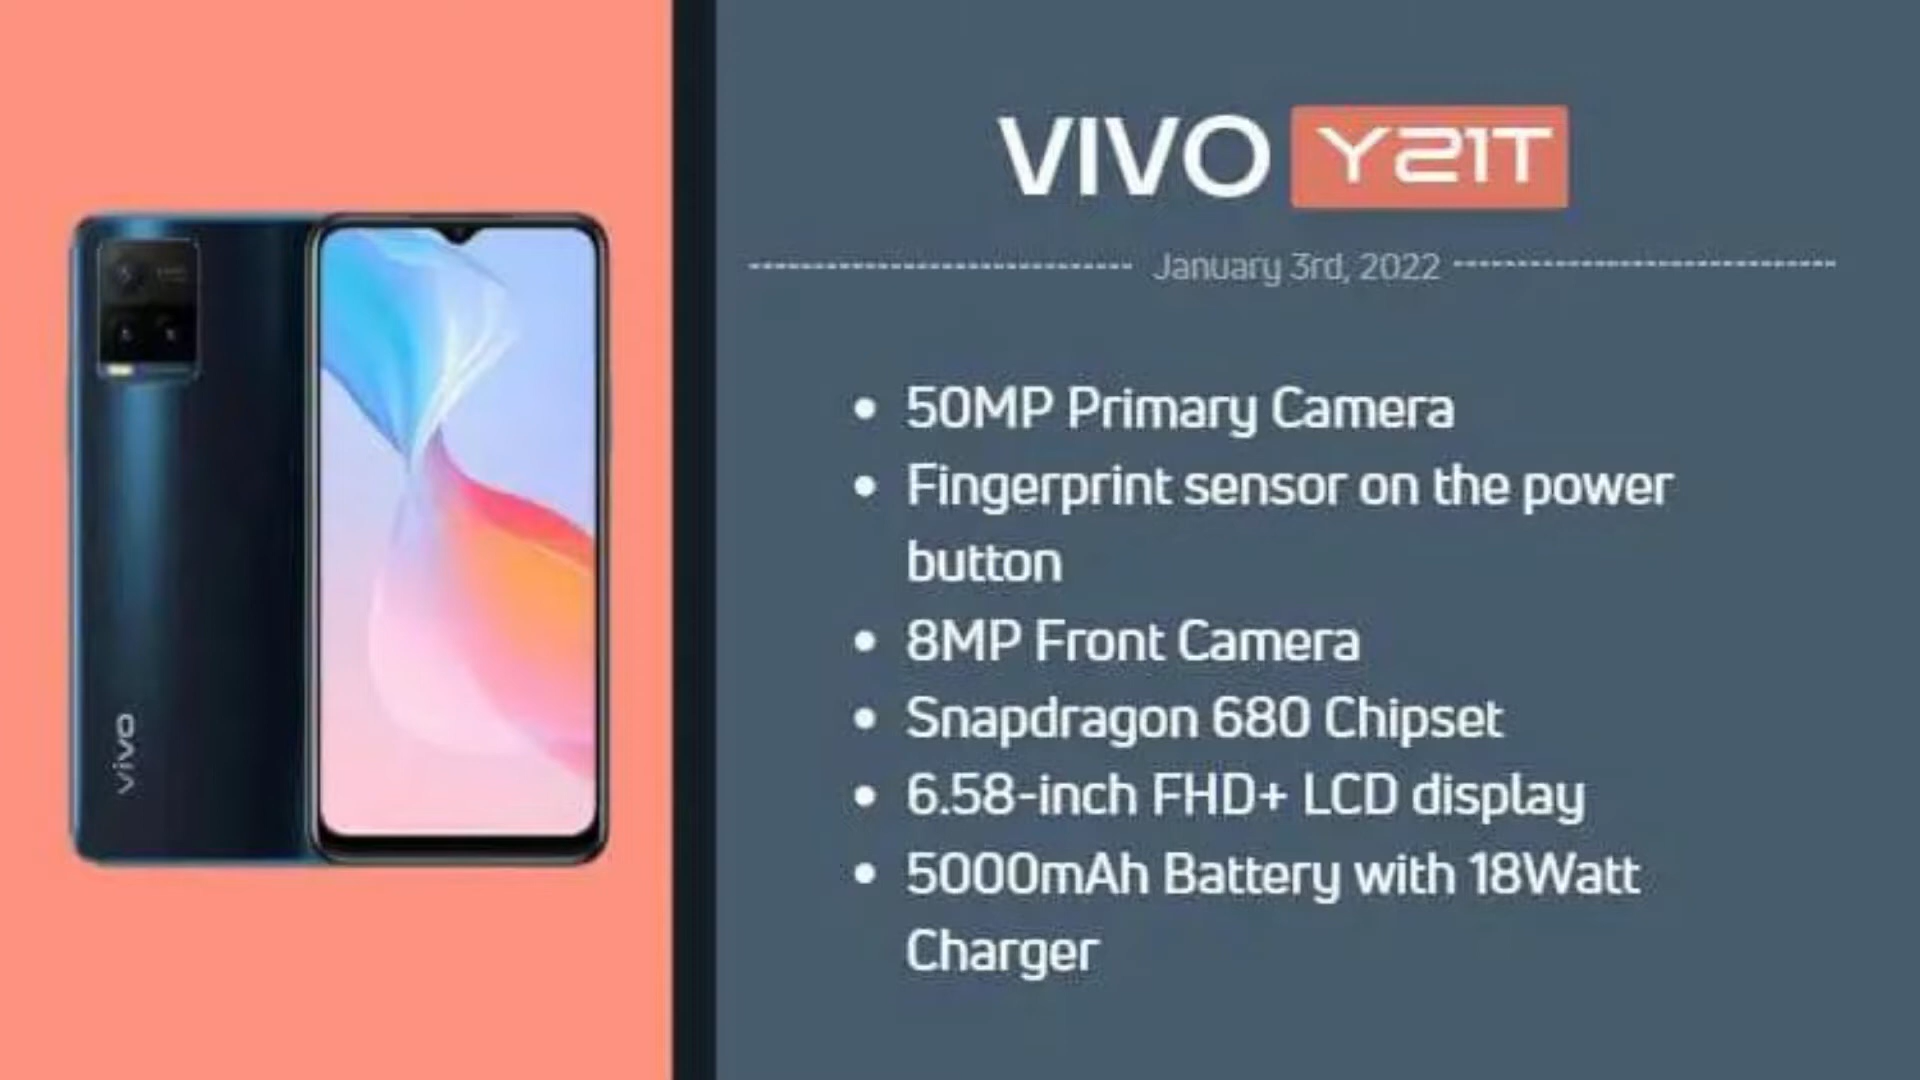 VIVO Y21T
January 3rd, 2022
• 50MP Primary Camera
• Fingerprint sensor on the power
button
• 8MP Front Camera
• Snapdragon 680 Chipset
• 6.58-inch FHD+ LCD display
• 5000mAh Battery with 18Watt
Charger
vivo